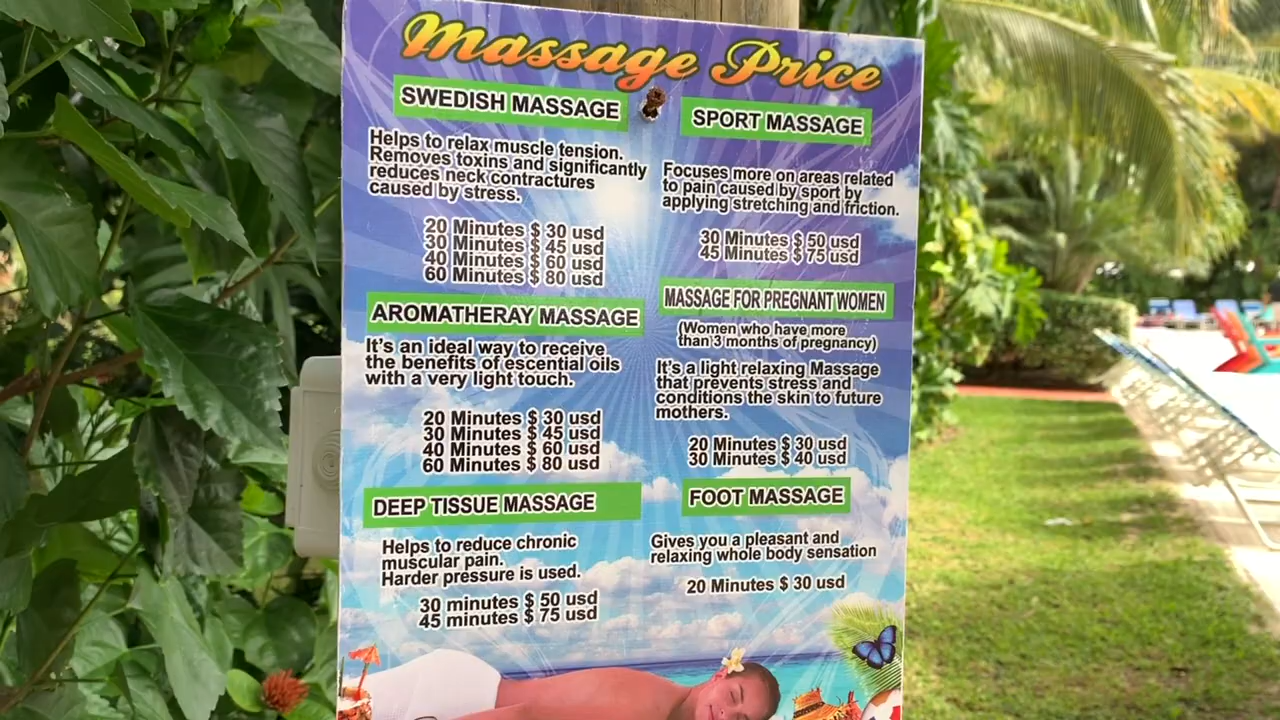 Massage Price
SWEDISH MASSAGE
Helps to relax muscle tension.
Removes toxins and significantly
reduces neck contractures
caused by stress.
20 Minutes $ 30 usd
30 Minutes $ 45 usd
40 Minutes $ 60 usd
60 Minutes $ 80 usd
AROMATHERAY MASSAGE
It's an ideal way to receive
the benefits of escential oils
with a very light touch.
20 Minutes $ 30 usd
30 Minutes $ 45 usd
40 Minutes $ 60 usd
60 Minutes $ 80 usd
DEEP TISSUE MASSAGE
Helps to reduce chronic
muscular pain.
Harder pressure is used.
30 minutes $ 50 usd
45 minutes $ 75 usd
SPORT MASSAGE
Focuses more on areas related
to pain caused by sport by
applying stretching and friction.
30 Minutes $ 50 usd
45 Minutes $ 75 usd
MASSAGE FOR PREGNANT WOMEN
(Women who have more
than 3 months of pregnancy)
It's a light relaxing Massage
that prevents stress and
conditions the skin to future
mothers.
20 Minutes $ 30 usd
30 Minutes $ 40 usd
FOOT MASSAGE
Gives you a pleasant and
relaxing whole body sensation
20 Minutes $ 30 usd